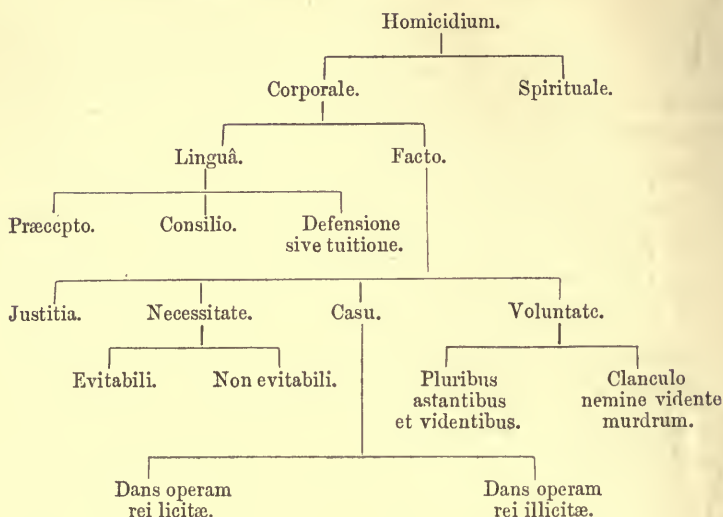 Homicidium.
Corporale. Spirituale.
Linguâ. Facto.
Præcepto. Consilio. Defensione
sive tuitione.
Justitia. Necessitate. Casu. Voluntate.
Evitabili. Non evitabili. Pluribus Clanculo
astantibus nemine vidente
et videntibus. murdrum.
Dans operam Dans operam
rei licitæ. rei illicitæ.